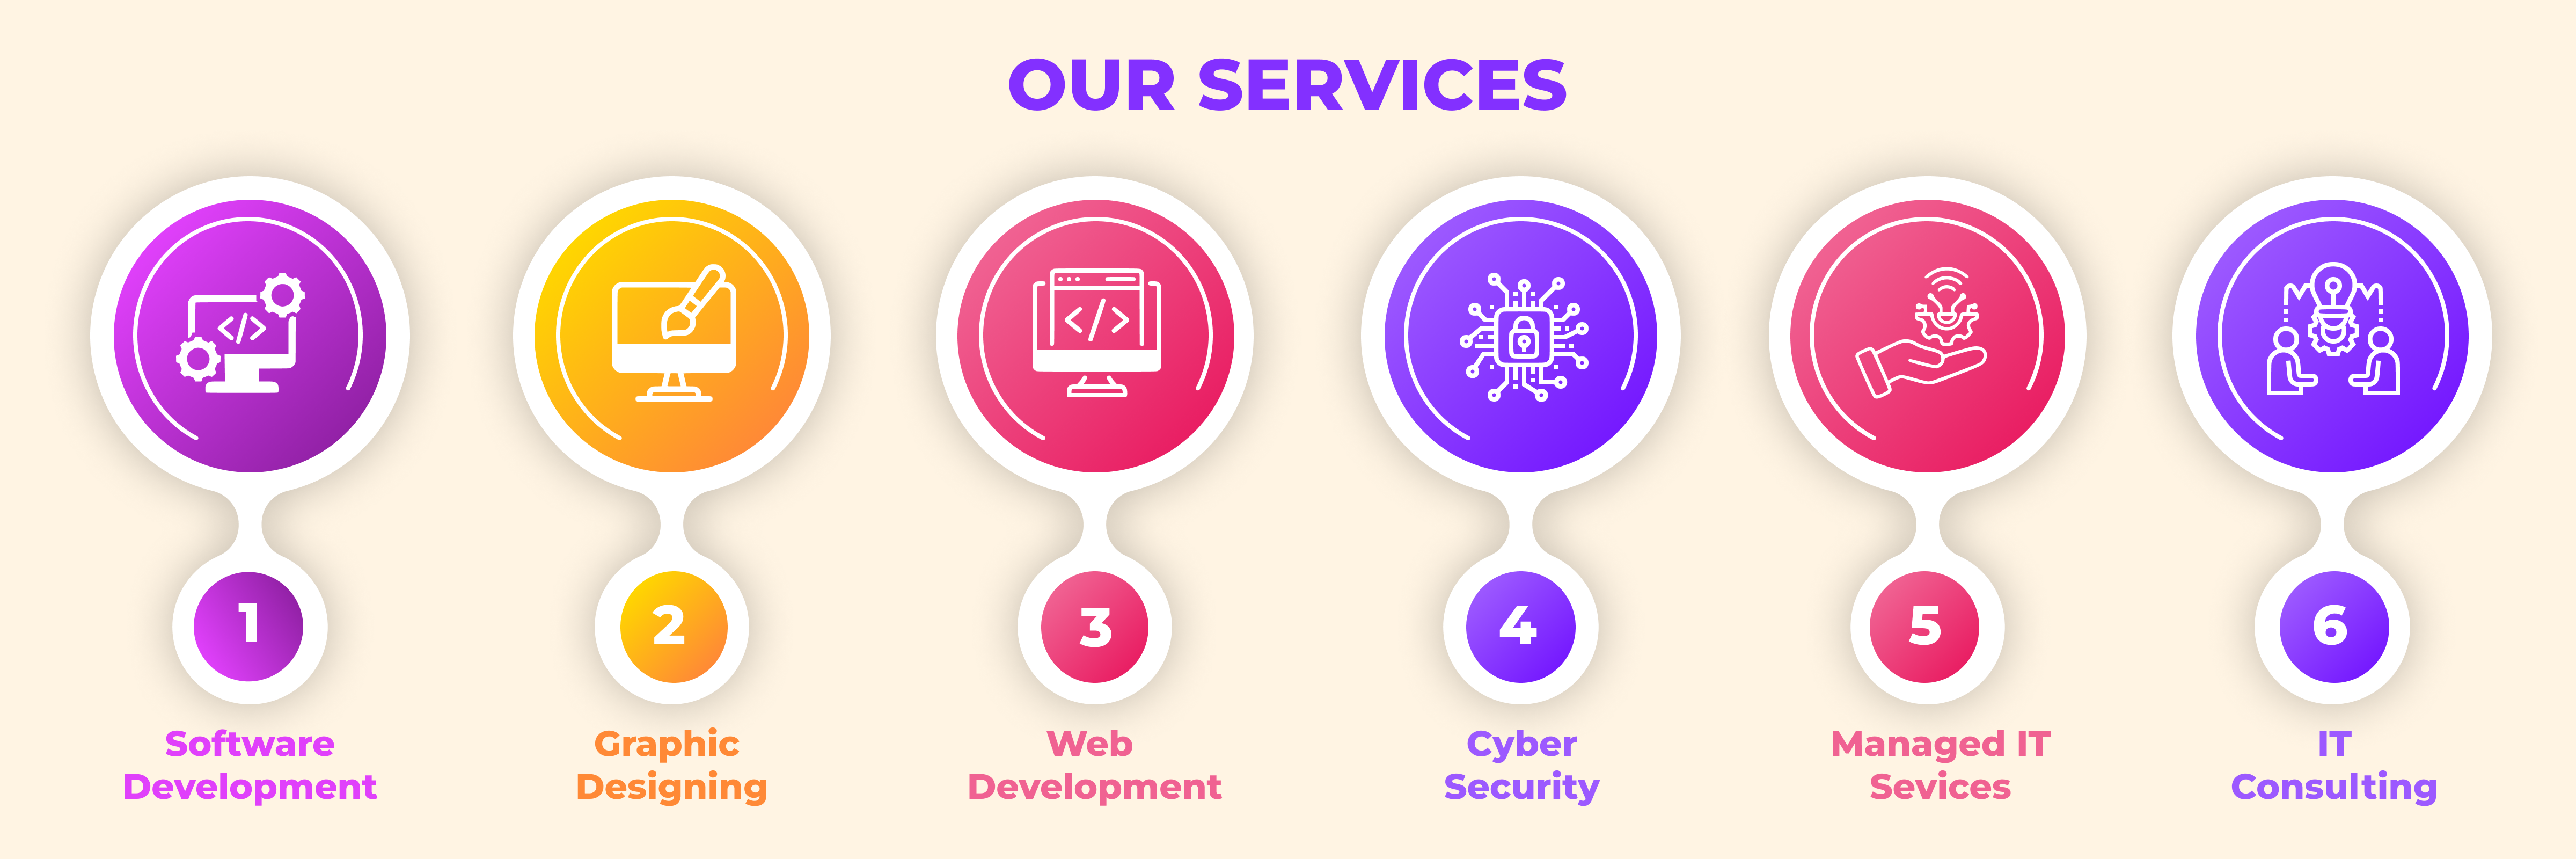 OUR SERVICES
1
2
3
4
5
6
Software
Development
Graphic
Designing
Web
Development
Cyber
Security
Managed IT
Sevices
IT
Consulting